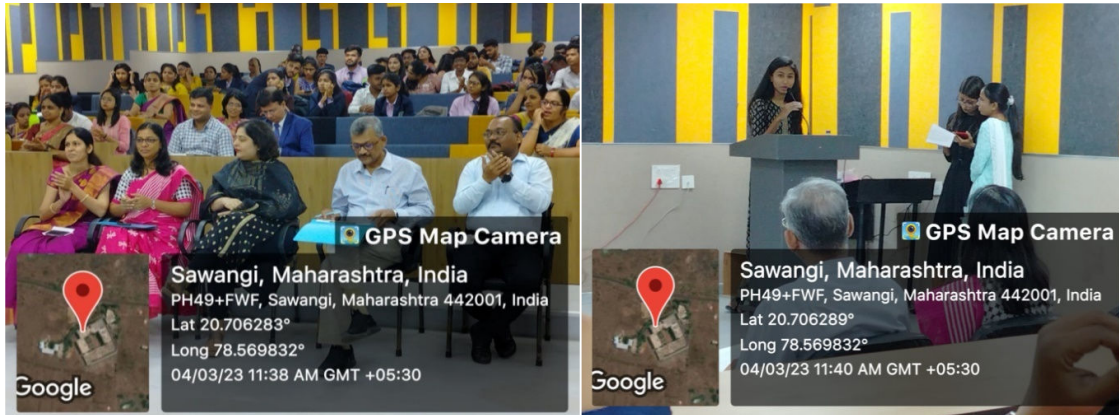 GPS Map Camera
Sawangi, Maharashtra, India
PH49+FWF, Sawangi, Maharashtra 442001, India
Lat 20.706283°
Long 78.569832°
04/03/23 11:38 AM GMT +05:30
Google
GPS Map Camera
Sawangi, Maharashtra, India
PH49+FWF, Sawangi, Maharashtra 442001, India
Lat 20.706289°
Long 78.569832°
04/03/23 11:40 AM GMT +05:30
Google